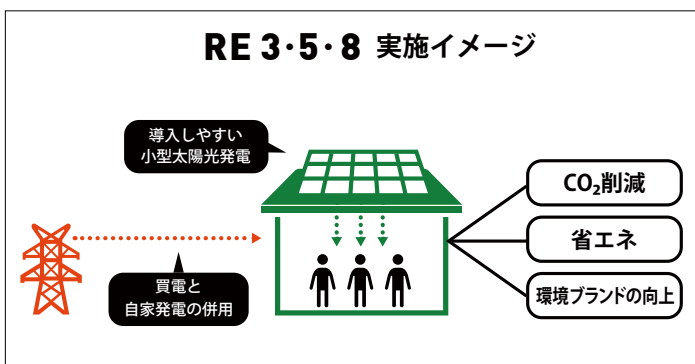 RE 3・5・8 実施イメージ
導入しやすい
小型太陽光発電
買電と
自家発電の併用
CO₂削減
省エネ
環境ブランドの向上